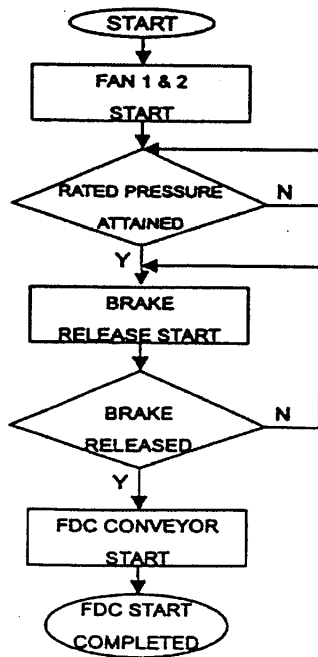 START
FAN 1 & 2
START
RATED PRESSURE
ATTAINED
N
Y
BRAKE
RELEASE START
BRAKE
RELEASED
N
Y
FDC CONVEYOR
START
FDC START
COMPLETED